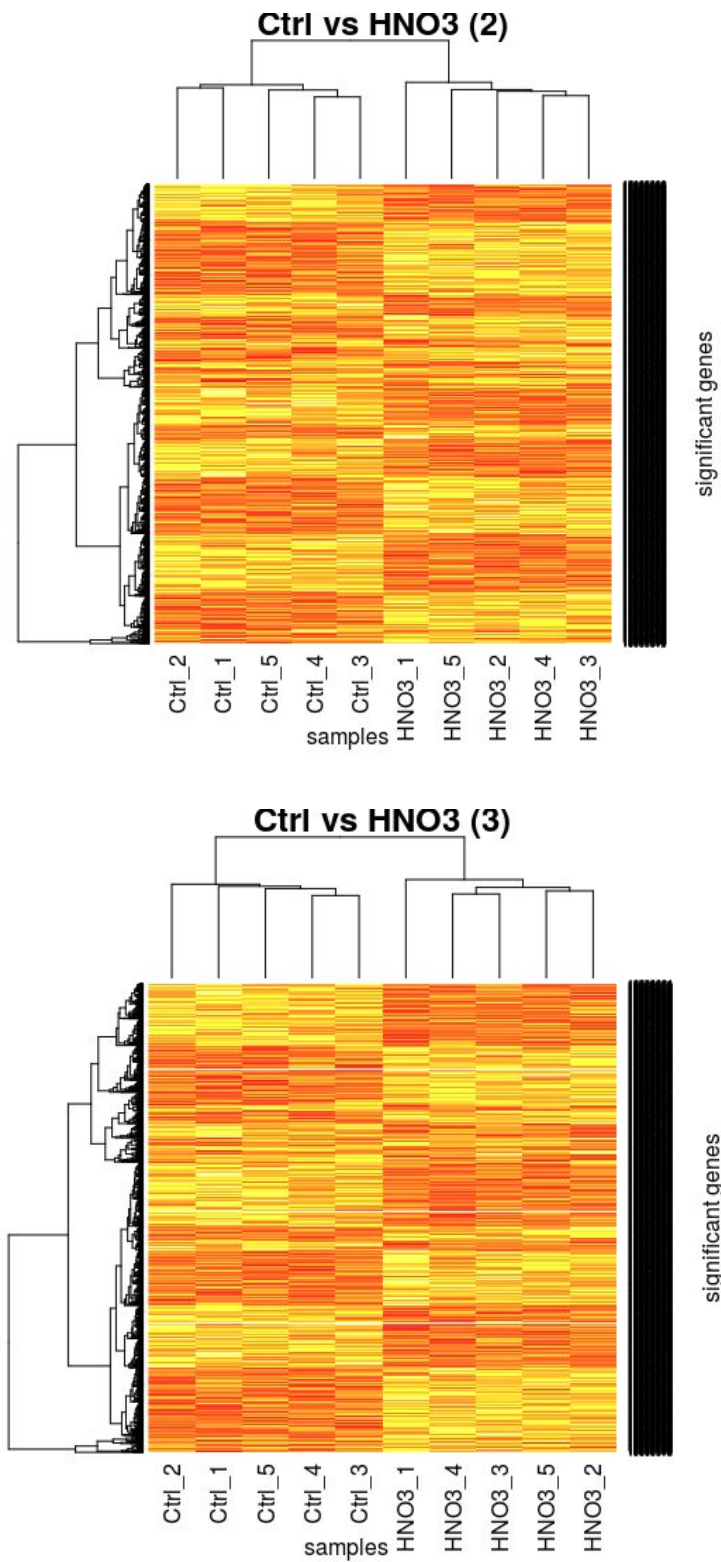 Ctrl vs HNO3 (2)
significant genes
Ctrl_2
Ctrl_1
Ctrl_5
Ctrl_4
Ctrl_3
HNO3_1
HNO3_5
HNO3_2
HNO3_4
HNO3_3
samples
Ctrl vs HNO3 (3)
significant genes
Ctrl_2
Ctrl_1
Ctrl_5
Ctrl_4
Ctrl_3
HNO3_1
HNO3_4
HNO3_3
HNO3_5
HNO3_2
samples